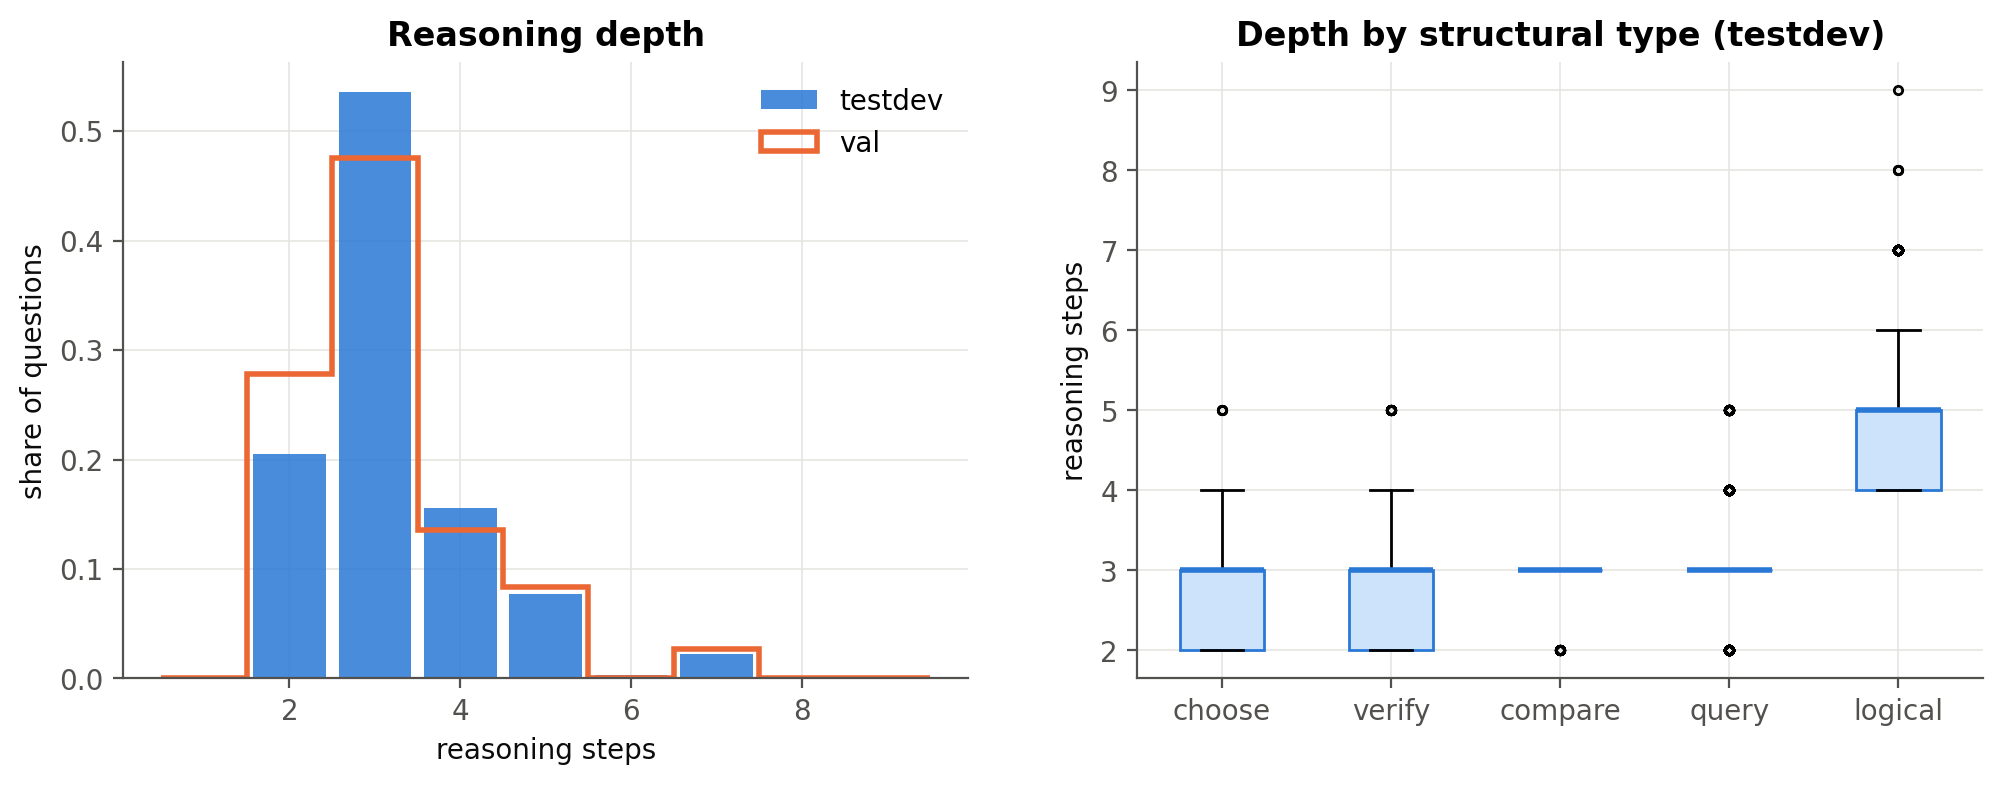 Reasoning depth
testdev
val
share of questions
0.5
0.4
0.3
0.2
0.1
0.0
2 4 6 8
reasoning steps
Depth by structural type (testdev)
reasoning steps
9
8
7
6
5
4
3
2
choose verify compare query logical